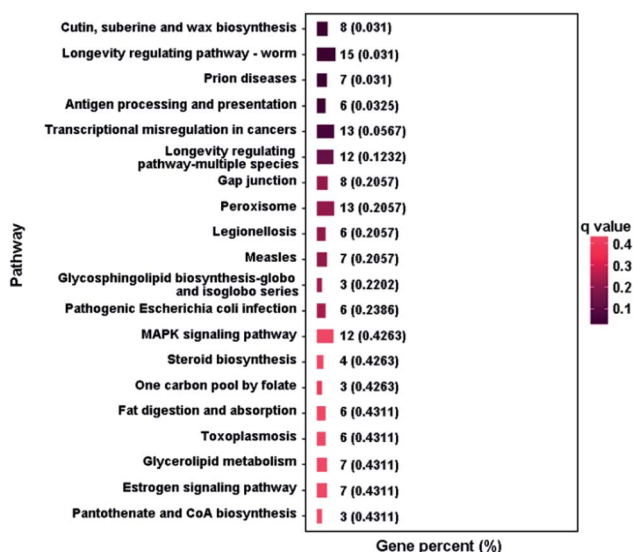 Cutin, suberine and wax biosynthesis 8 (0.031)
Longevity regulating pathway - worm 15 (0.031)
Prion diseases 7 (0.031)
Antigen processing and presentation 6 (0.0325)
Transcriptional misregulation in cancers 13 (0.0567)
Longevity regulating
pathway-multiple species 12 (0.1232)
Gap junction 8 (0.2057)
Peroxisome 13 (0.2057)
Legionellosis 6 (0.2057)
Measles 7 (0.2057)
Glycosphingolipid biosynthesis-globo
and isoglobo series 3 (0.2202)
Pathogenic Escherichia coli infection 6 (0.2386)
MAPK signaling pathway 12 (0.4263)
Steroid biosynthesis 4 (0.4263)
One carbon pool by folate 3 (0.4263)
Fat digestion and absorption 6 (0.4311)
Toxoplasmosis 6 (0.4311)
Glycerolipid metabolism 7 (0.4311)
Estrogen signaling pathway 7 (0.4311)
Pantothenate and CoA biosynthesis 3 (0.4311)
Pathway
Gene percent (%)
q value
0.4
0.3
0.2
0.1